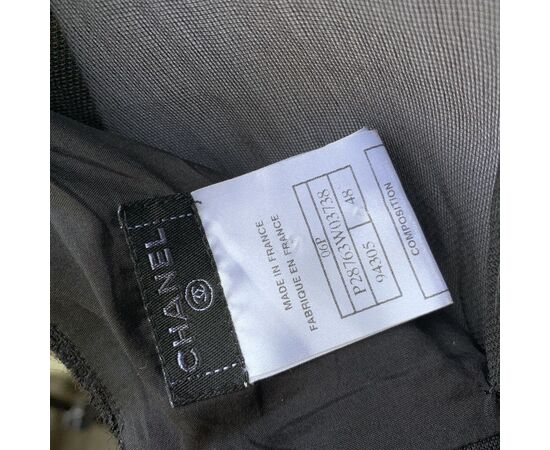 CHANEL
MADE IN FRANCE
FABRIQUE EN FRANCE
06P
P28763W03738
94305 48
COMPOSITION